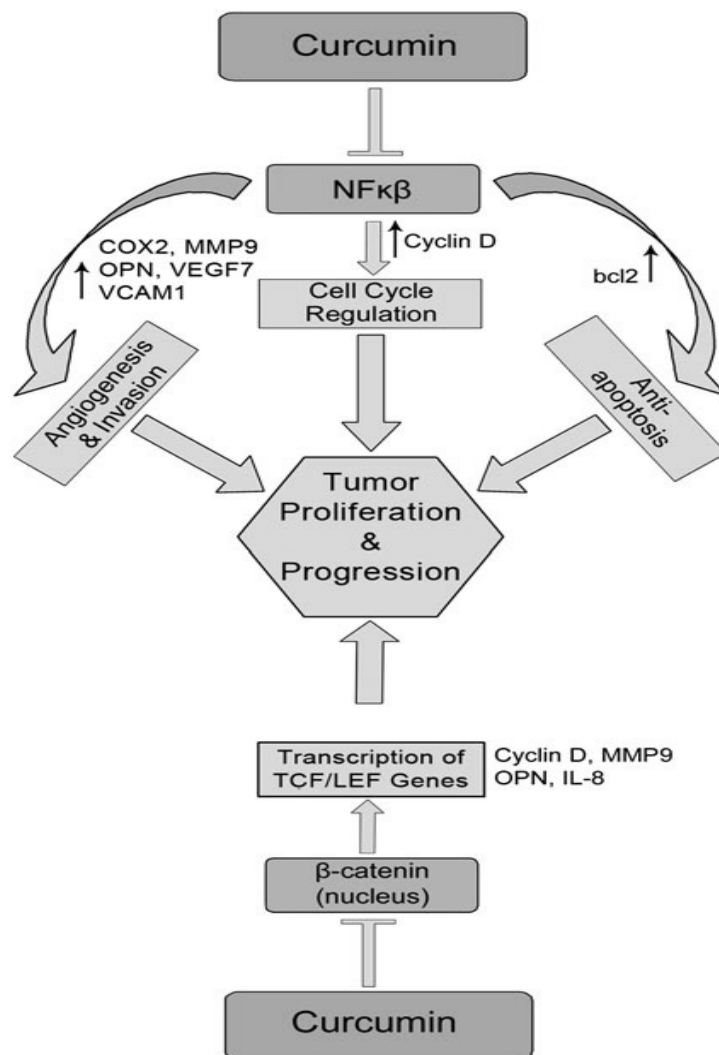 Curcumin
NFκβ
COX2, MMP9
OPN, VEGF7
VCAM1
Cyclin D
bcl2
Cell Cycle
Regulation
Angiogenesis
& Invasion
Anti-
apoptosis
Tumor
Proliferation
&
Progression
Transcription of
TCF/LEF Genes
Cyclin D, MMP9
OPN, IL-8
β-catenin
(nucleus)
Curcumin